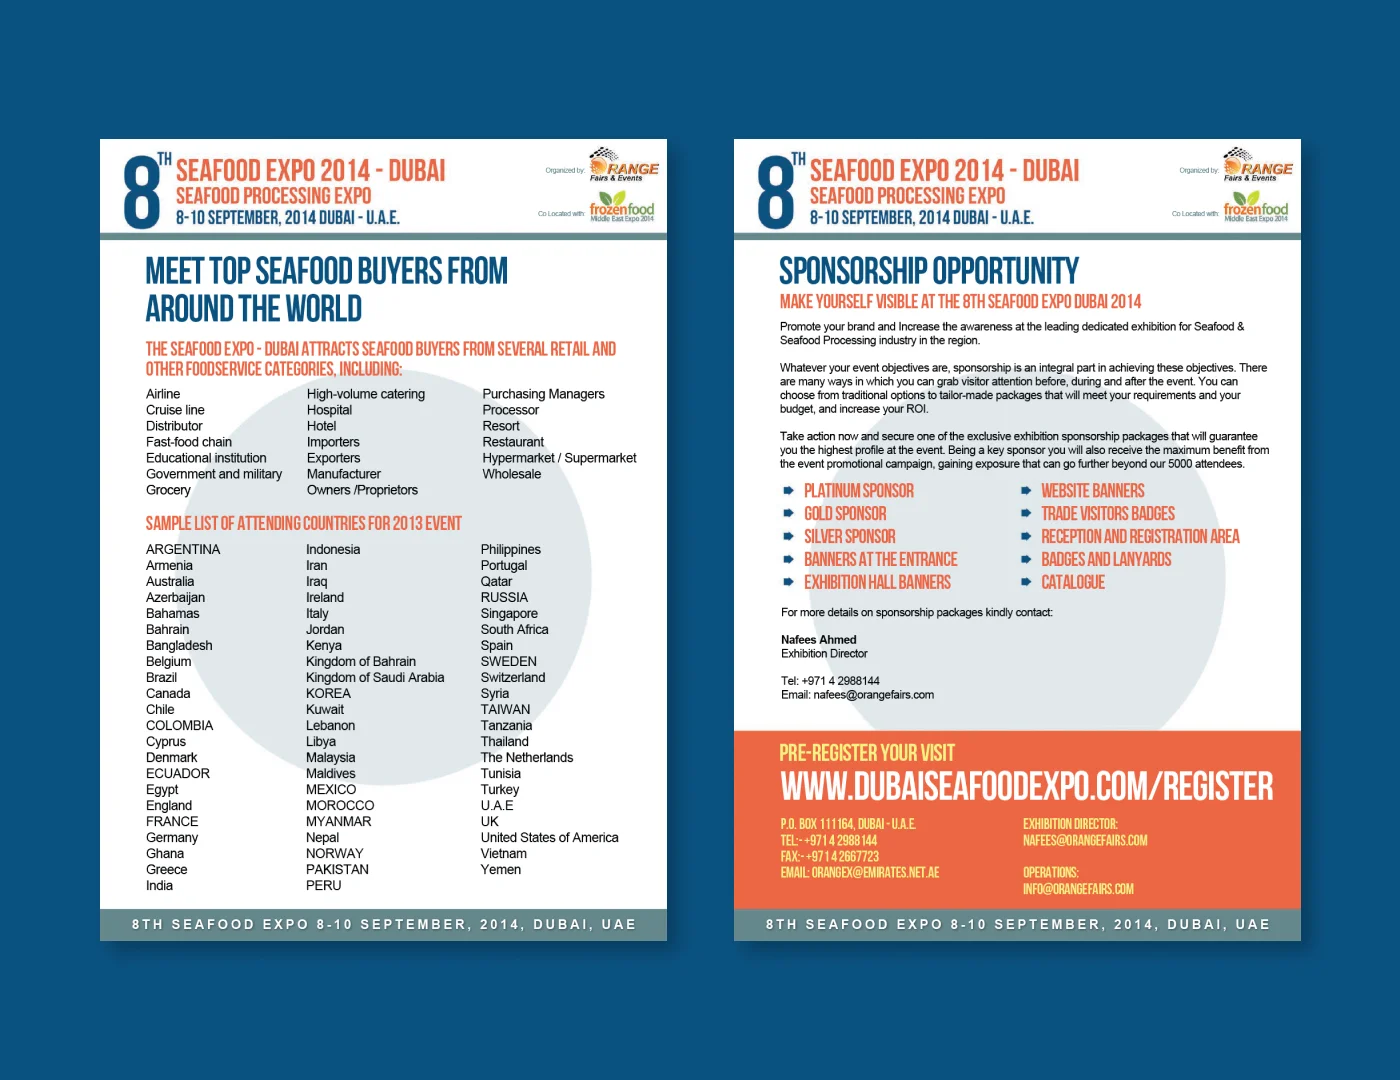 8TH
SEAFOOD EXPO 2014 - DUBAI
SEAFOOD PROCESSING EXPO
8-10 SEPTEMBER, 2014 DUBAI - U.A.E.
Organized by:
ORANGE
Fairs & Events
Co Located with:
frozenfood
Middle East Expo 2014
MEET TOP SEAFOOD BUYERS FROM
AROUND THE WORLD
THE SEAFOOD EXPO - DUBAI ATTRACTS SEAFOOD BUYERS FROM SEVERAL RETAIL AND
OTHER FOODSERVICE CATEGORIES, INCLUDING:
Airline
Cruise line
Distributor
Fast-food chain
Educational institution
Government and military
Grocery
High-volume catering
Hospital
Hotel
Importers
Exporters
Manufacturer
Owners /Proprietors
Purchasing Managers
Processor
Resort
Restaurant
Hypermarket / Supermarket
Wholesale
SAMPLE LIST OF ATTENDING COUNTRIES FOR 2013 EVENT
ARGENTINA
Armenia
Australia
Azerbaijan
Bahamas
Bahrain
Bangladesh
Belgium
Brazil
Canada
Chile
COLOMBIA
Cyprus
Denmark
ECUADOR
Egypt
England
FRANCE
Germany
Ghana
Greece
India
Indonesia
Iran
Iraq
Ireland
Italy
Jordan
Kenya
Kingdom of Bahrain
Kingdom of Saudi Arabia
KOREA
Kuwait
Lebanon
Libya
Malaysia
Maldives
MEXICO
MOROCCO
MYANMAR
Nepal
NORWAY
PAKISTAN
PERU
Philippines
Portugal
Qatar
RUSSIA
Singapore
South Africa
Spain
SWEDEN
Switzerland
Syria
TAIWAN
Tanzania
Thailand
The Netherlands
Tunisia
Turkey
U.A.E
UK
United States of America
Vietnam
Yemen
8TH SEAFOOD EXPO 8-10 SEPTEMBER, 2014, DUBAI, UAE
8TH
SEAFOOD EXPO 2014 - DUBAI
SEAFOOD PROCESSING EXPO
8-10 SEPTEMBER, 2014 DUBAI - U.A.E.
Organized by:
ORANGE
Fairs & Events
Co Located with:
frozenfood
Middle East Expo 2014
SPONSORSHIP OPPORTUNITY
MAKE YOURSELF VISIBLE AT THE 8TH SEAFOOD EXPO DUBAI 2014
Promote your brand and Increase the awareness at the leading dedicated exhibition for Seafood &
Seafood Processing industry in the region.
Whatever your event objectives are, sponsorship is an integral part in achieving these objectives. There
are many ways in which you can grab visitor attention before, during and after the event. You can
choose from traditional options to tailor-made packages that will meet your requirements and your
budget, and increase your ROI.
Take action now and secure one of the exclusive exhibition sponsorship packages that will guarantee
you the highest profile at the event. Being a key sponsor you will also receive the maximum benefit from
the event promotional campaign, gaining exposure that can go further beyond our 5000 attendees.
PLATINUM SPONSOR
GOLD SPONSOR
SILVER SPONSOR
BANNERS AT THE ENTRANCE
EXHIBITION HALL BANNERS
WEBSITE BANNERS
TRADE VISITORS BADGES
RECEPTION AND REGISTRATION AREA
BADGES AND LANYARDS
CATALOGUE
For more details on sponsorship packages kindly contact:
Nafees Ahmed
Exhibition Director
Tel: +971 4 2988144
Email: nafees@orangefairs.com
PRE-REGISTER YOUR VISIT
WWW.DUBAISEAFOODEXPO.COM/REGISTER
P.O. BOX 111164, DUBAI - U.A.E.
TEL:- +971 4 2988144
FAX:- +971 4 2667723
EMAIL: ORANGEX@EMIRATES.NET.AE
EXHIBITION DIRECTOR:
NAFEES@ORANGEFAIRS.COM
OPERATIONS:
INFO@ORANGEFAIRS.COM
8TH SEAFOOD EXPO 8-10 SEPTEMBER, 2014, DUBAI, UAE